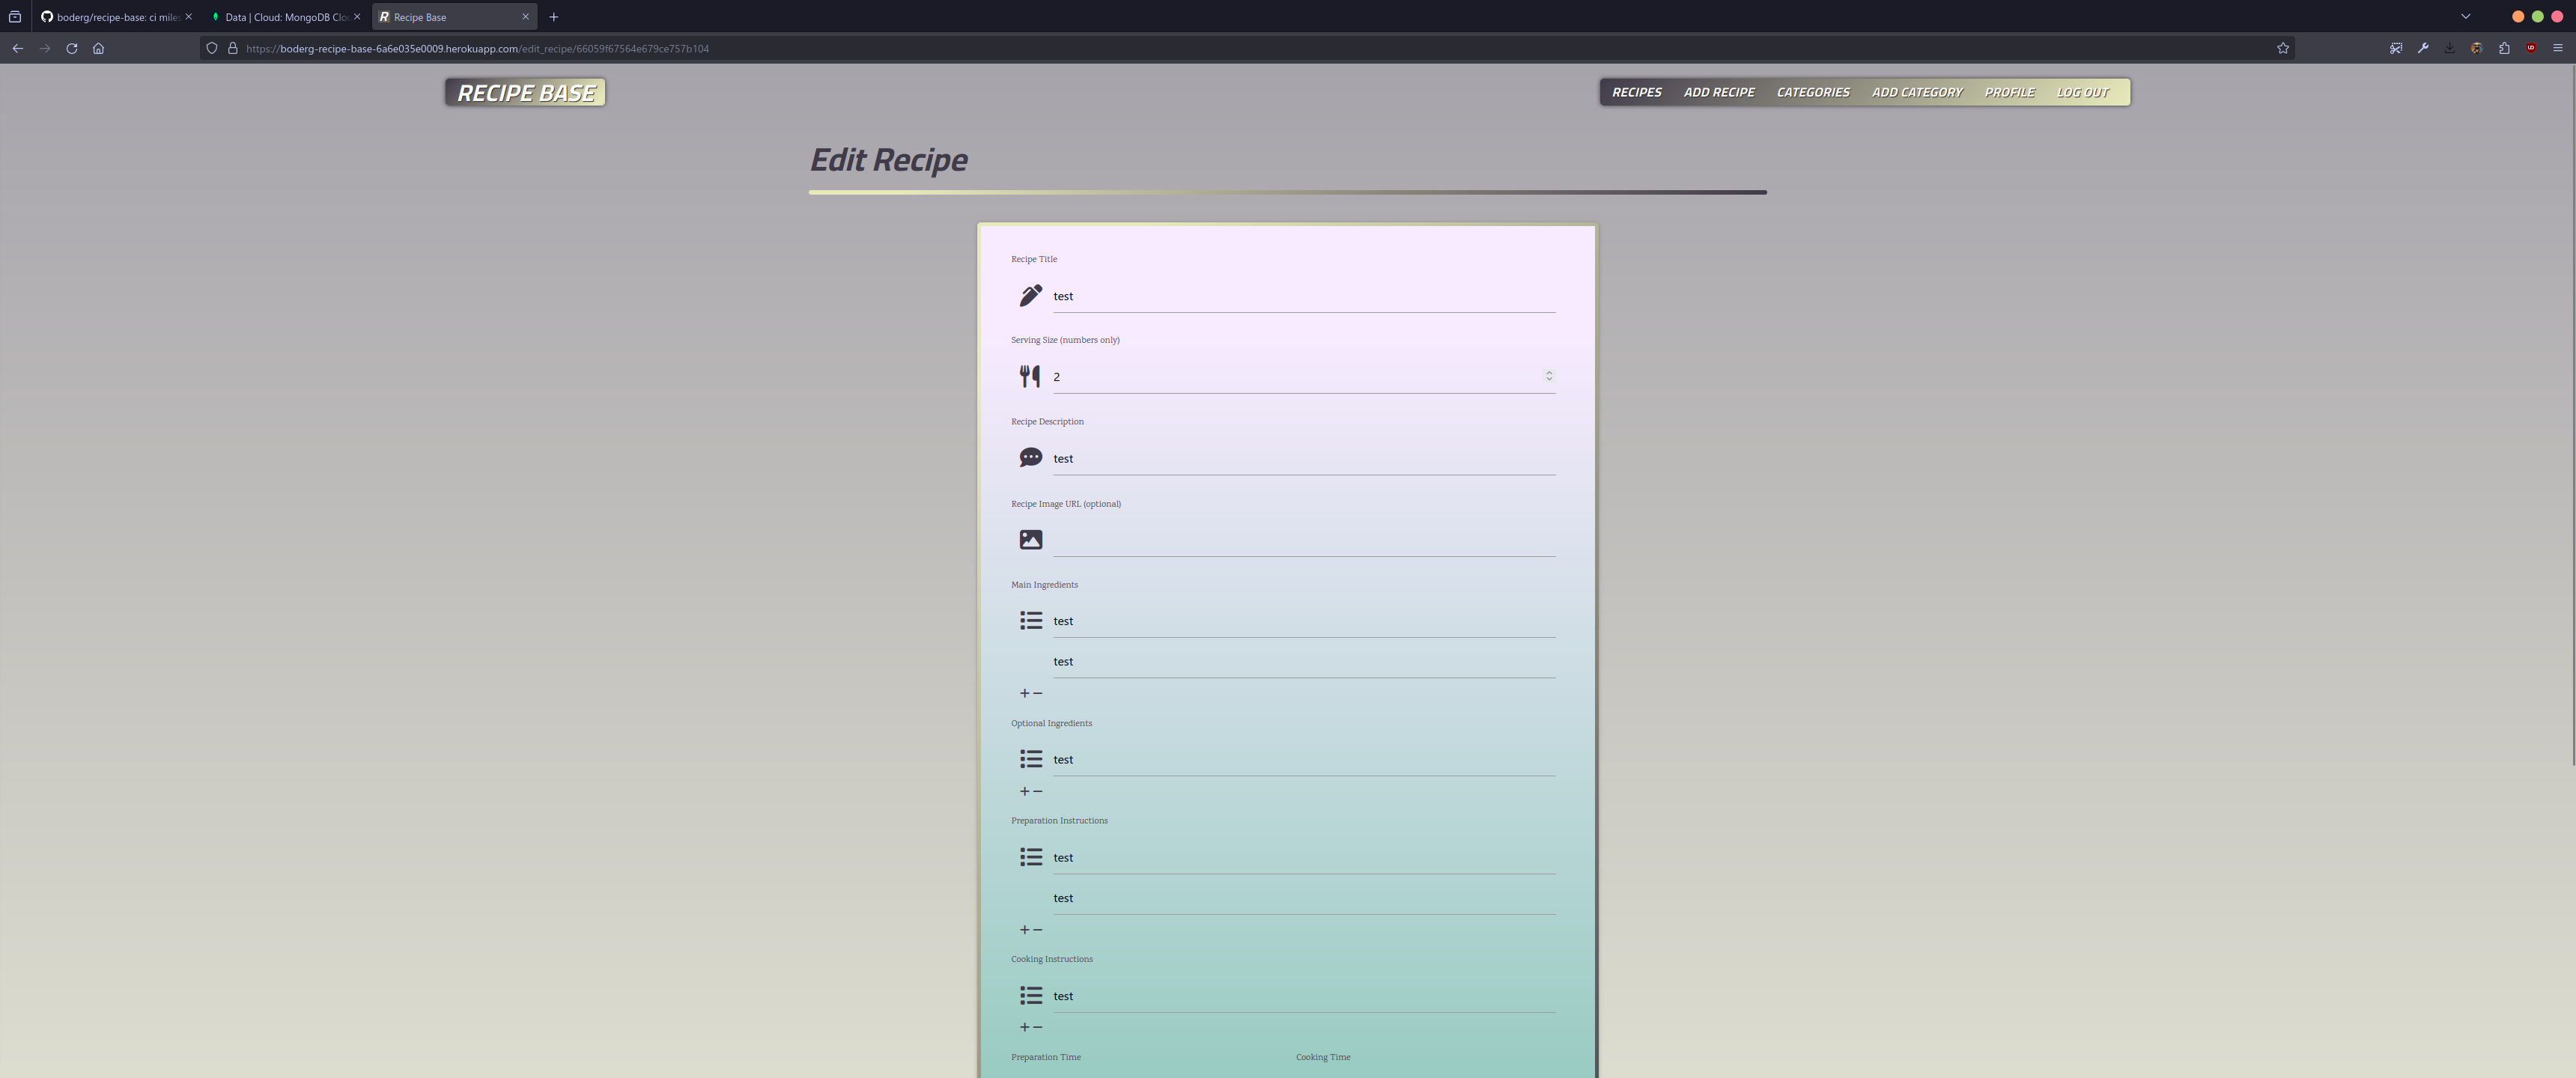 boderg/recipe-base: ci miles
Data | Cloud: MongoDB Clo
Recipe Base
https://boderg-recipe-base-6a6e035e0009.herokuapp.com/edit_recipe/66059f67564e679ce757b104
RECIPE BASE
RECIPES ADD RECIPE CATEGORIES ADD CATEGORY PROFILE LOG OUT
Edit Recipe
Recipe Title
test
Serving Size (numbers only)
2
Recipe Description
test
Recipe Image URL (optional)
Main Ingredients
test
test
+ −
Optional Ingredients
test
+ −
Preparation Instructions
test
test
+ −
Cooking Instructions
test
+ −
Preparation Time Cooking Time